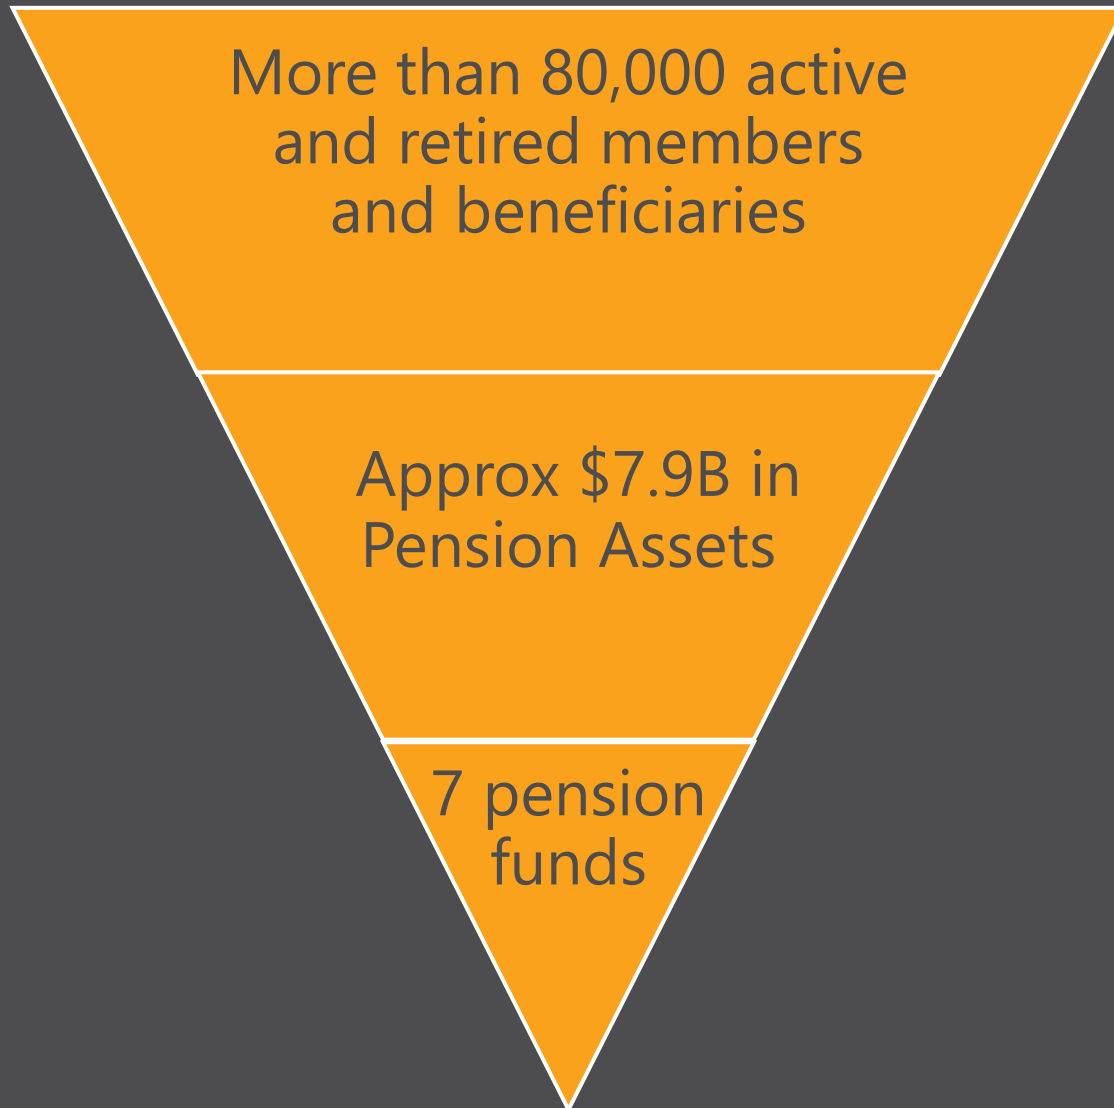 More than 80,000 active
and retired members
and beneficiaries
Approx $7.9B in
Pension Assets
7 pension
funds